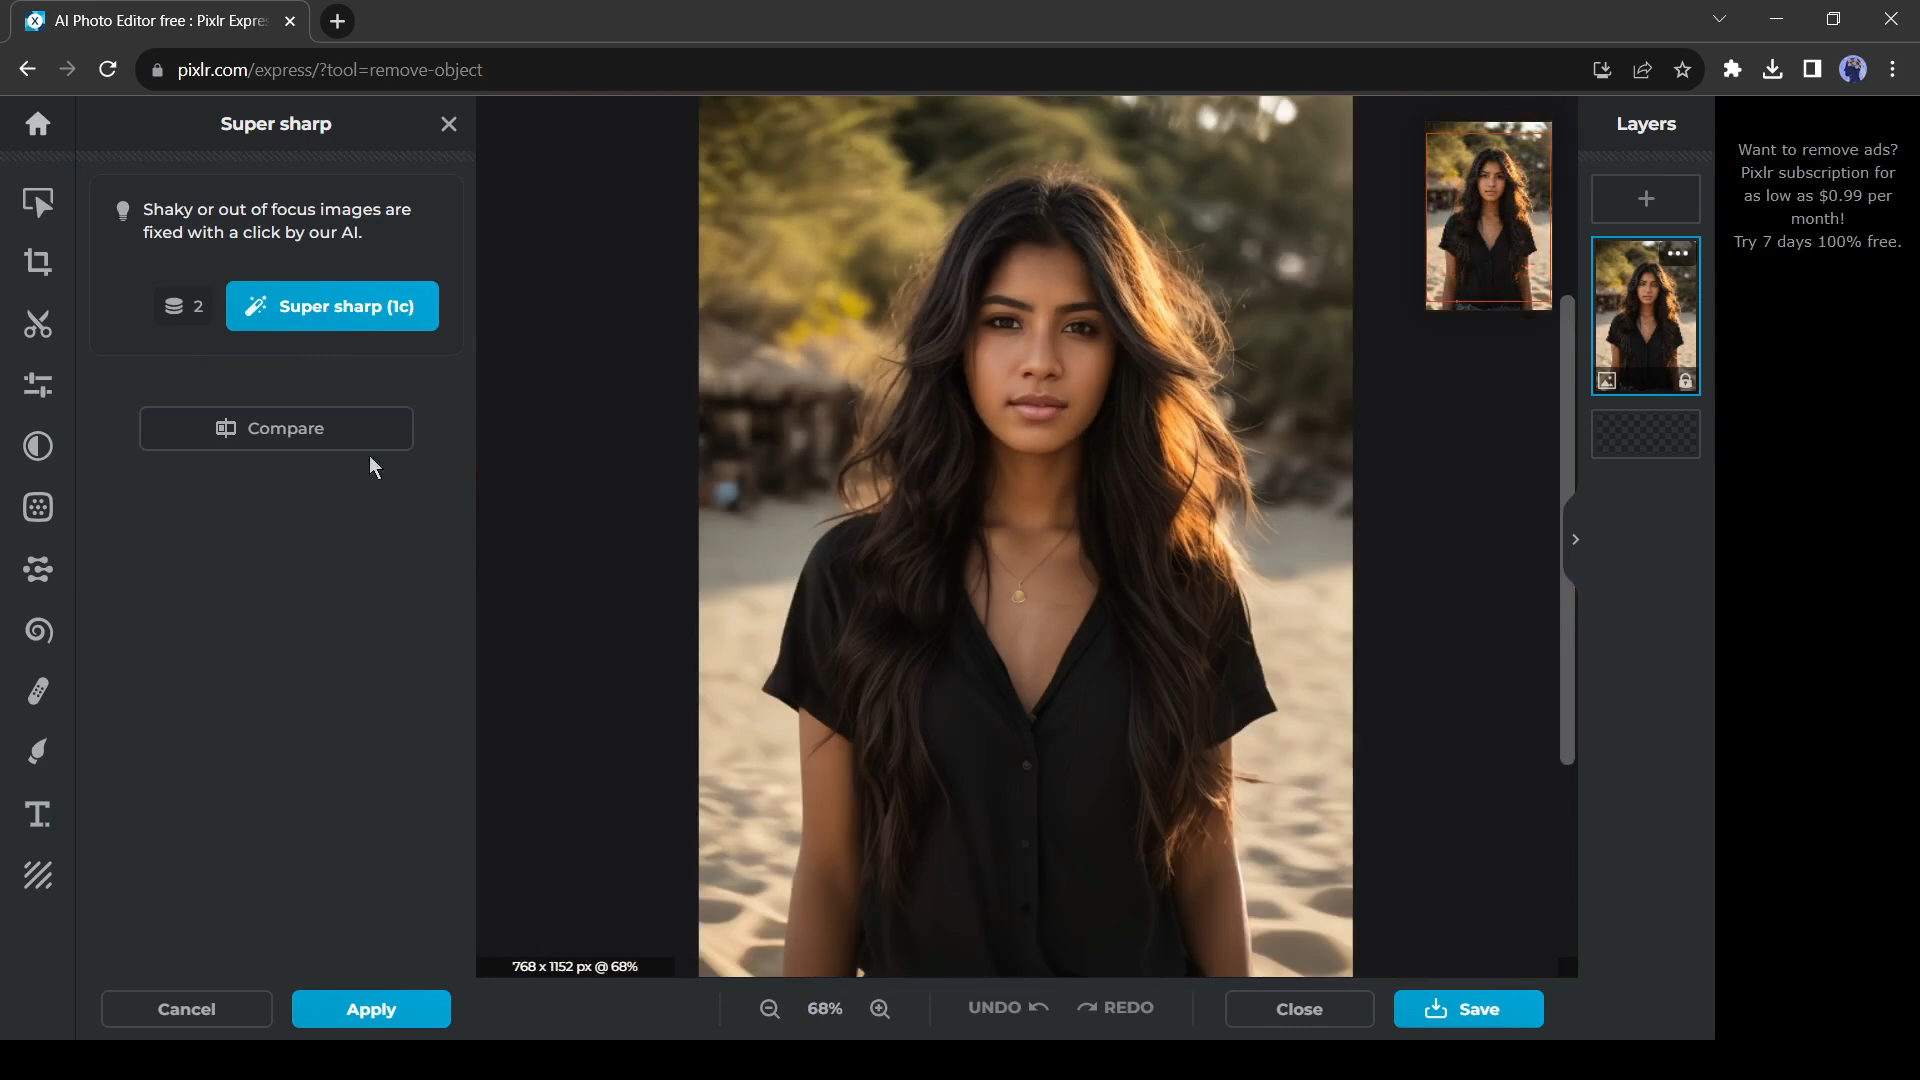 AI Photo Editor free : Pixlr Expre
pixlr.com/express/?tool=remove-object
Super sharp
Shaky or out of focus images are
fixed with a click by our AI.
2
Super sharp (1c)
Compare
Cancel
Apply
768 x 1152 px @ 68%
68%
UNDO
REDO
Close
Save
Layers
Want to remove ads?
Pixlr subscription for
as low as $0.99 per
month!
Try 7 days 100% free.